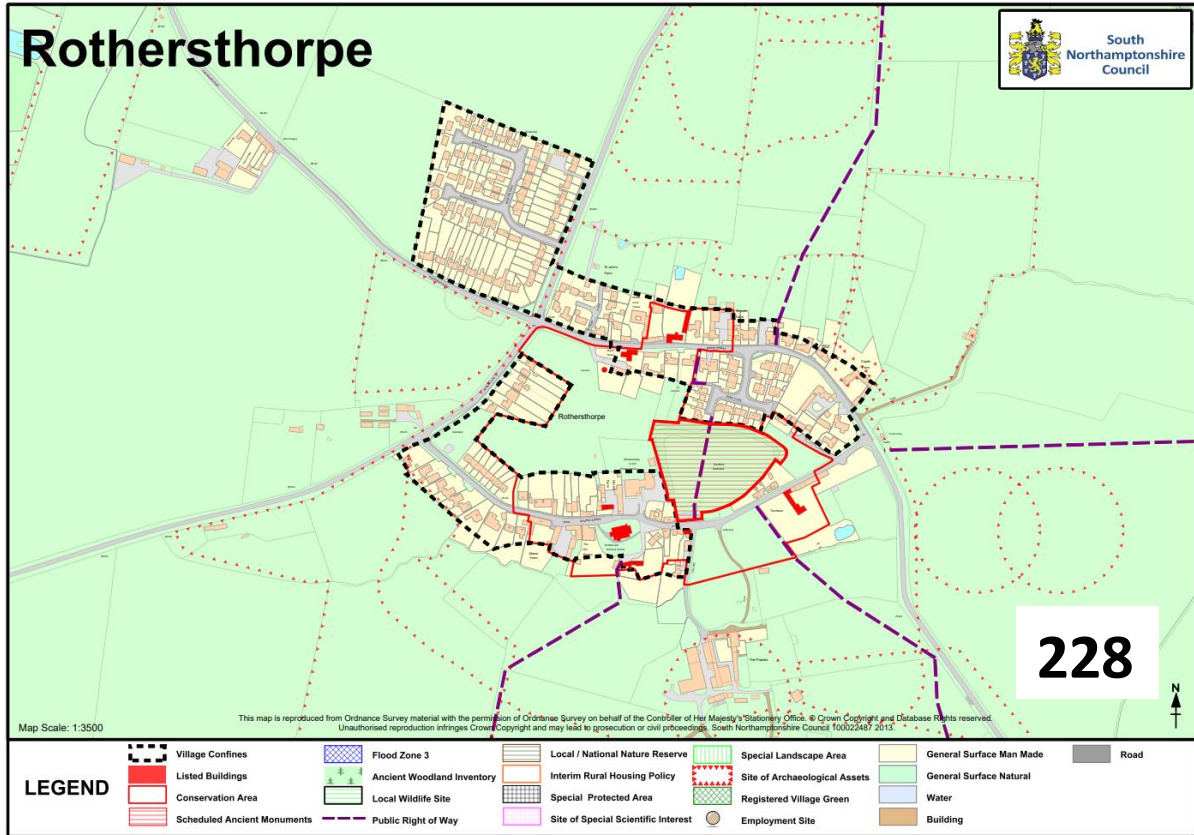 Rothersthorpe
South
Northamptonshire
Council
Rothersthorpe
228
N
Map Scale: 1:3500
This map is reproduced from Ordnance Survey material with the permission of Ordnance Survey on behalf of the Controller of Her Majesty's Stationery Office. © Crown Copyright and Database Rights reserved.
Unauthorised reproduction infringes Crown Copyright and may lead to prosecution or civil proceedings. South Northamptonshire Council 100022487 2013.
LEGEND
Village Confines
Listed Buildings
Conservation Area
Scheduled Ancient Monuments
Flood Zone 3
Ancient Woodland Inventory
Local Wildlife Site
Public Right of Way
Local / National Nature Reserve
Interim Rural Housing Policy
Special Protected Area
Site of Special Scientific Interest
Special Landscape Area
Site of Archaeological Assets
Registered Village Green
Employment Site
General Surface Man Made
General Surface Natural
Water
Building
Road